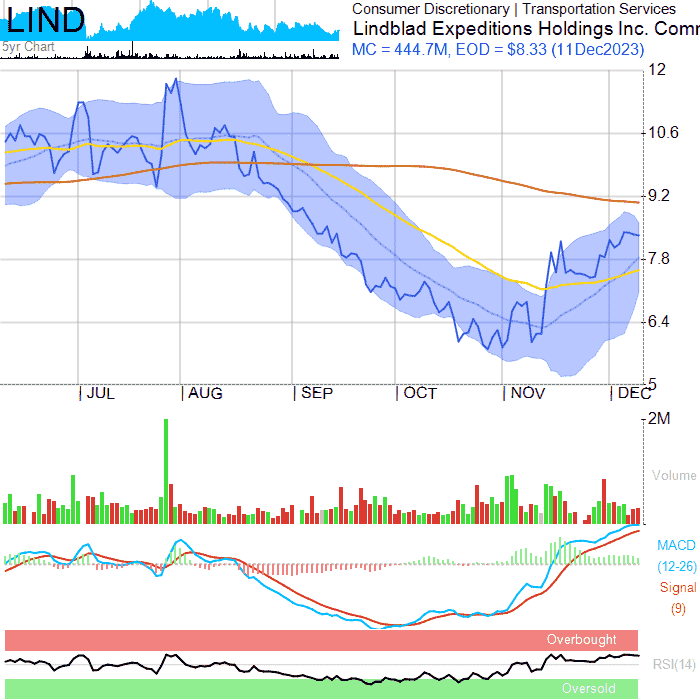 LIND
5yr Chart
Consumer Discretionary | Transportation Services
Lindblad Expeditions Holdings Inc. Comm
MC = 444.7M, EOD = $8.33 (11Dec2023)
12
10.6
9.2
7.8
6.4
5
JUL
AUG
SEP
OCT
NOV
DEC
2M
Volume
MACD
(12-26)
Signal
(9)
Overbought
RSI(14)
Oversold